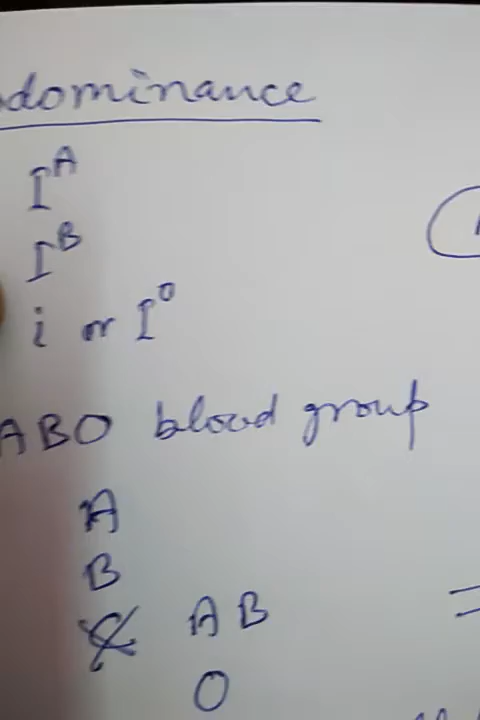 dominance
I^A
I^B
i or I^0
ABO blood group
A
B
AB
O